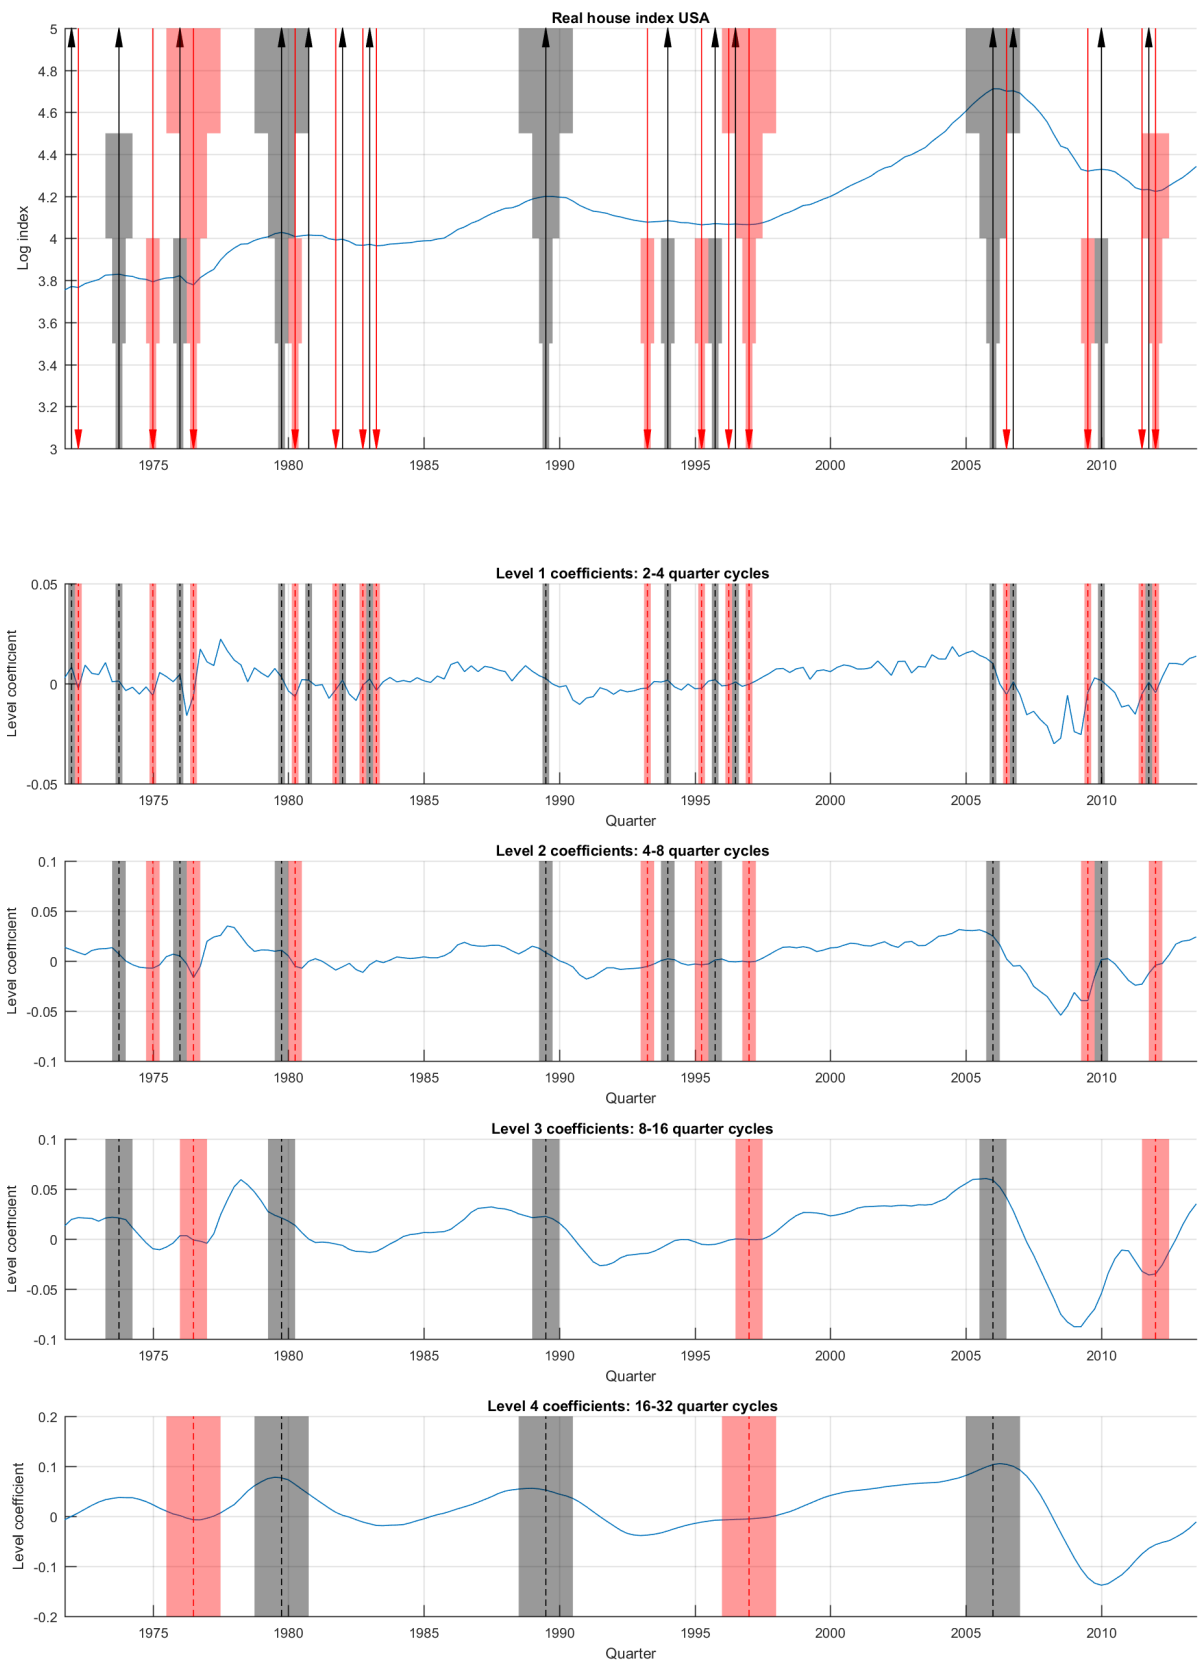 Real house index USA
5
4.8
4.6
4.4
4.2
4
3.8
3.6
3.4
3.2
3
Log index
1975 1980 1985 1990 1995 2000 2005 2010
Level 1 coefficients: 2-4 quarter cycles
0.05
0
-0.05
Level coefficient
1975 1980 1985 1990 1995 2000 2005 2010
Quarter
Level 2 coefficients: 4-8 quarter cycles
0.1
0.05
0
-0.05
-0.1
Level coefficient
1975 1980 1985 1990 1995 2000 2005 2010
Quarter
Level 3 coefficients: 8-16 quarter cycles
0.1
0.05
0
-0.05
-0.1
Level coefficient
1975 1980 1985 1990 1995 2000 2005 2010
Quarter
Level 4 coefficients: 16-32 quarter cycles
0.2
0.1
0
-0.1
-0.2
Level coefficient
1975 1980 1985 1990 1995 2000 2005 2010
Quarter